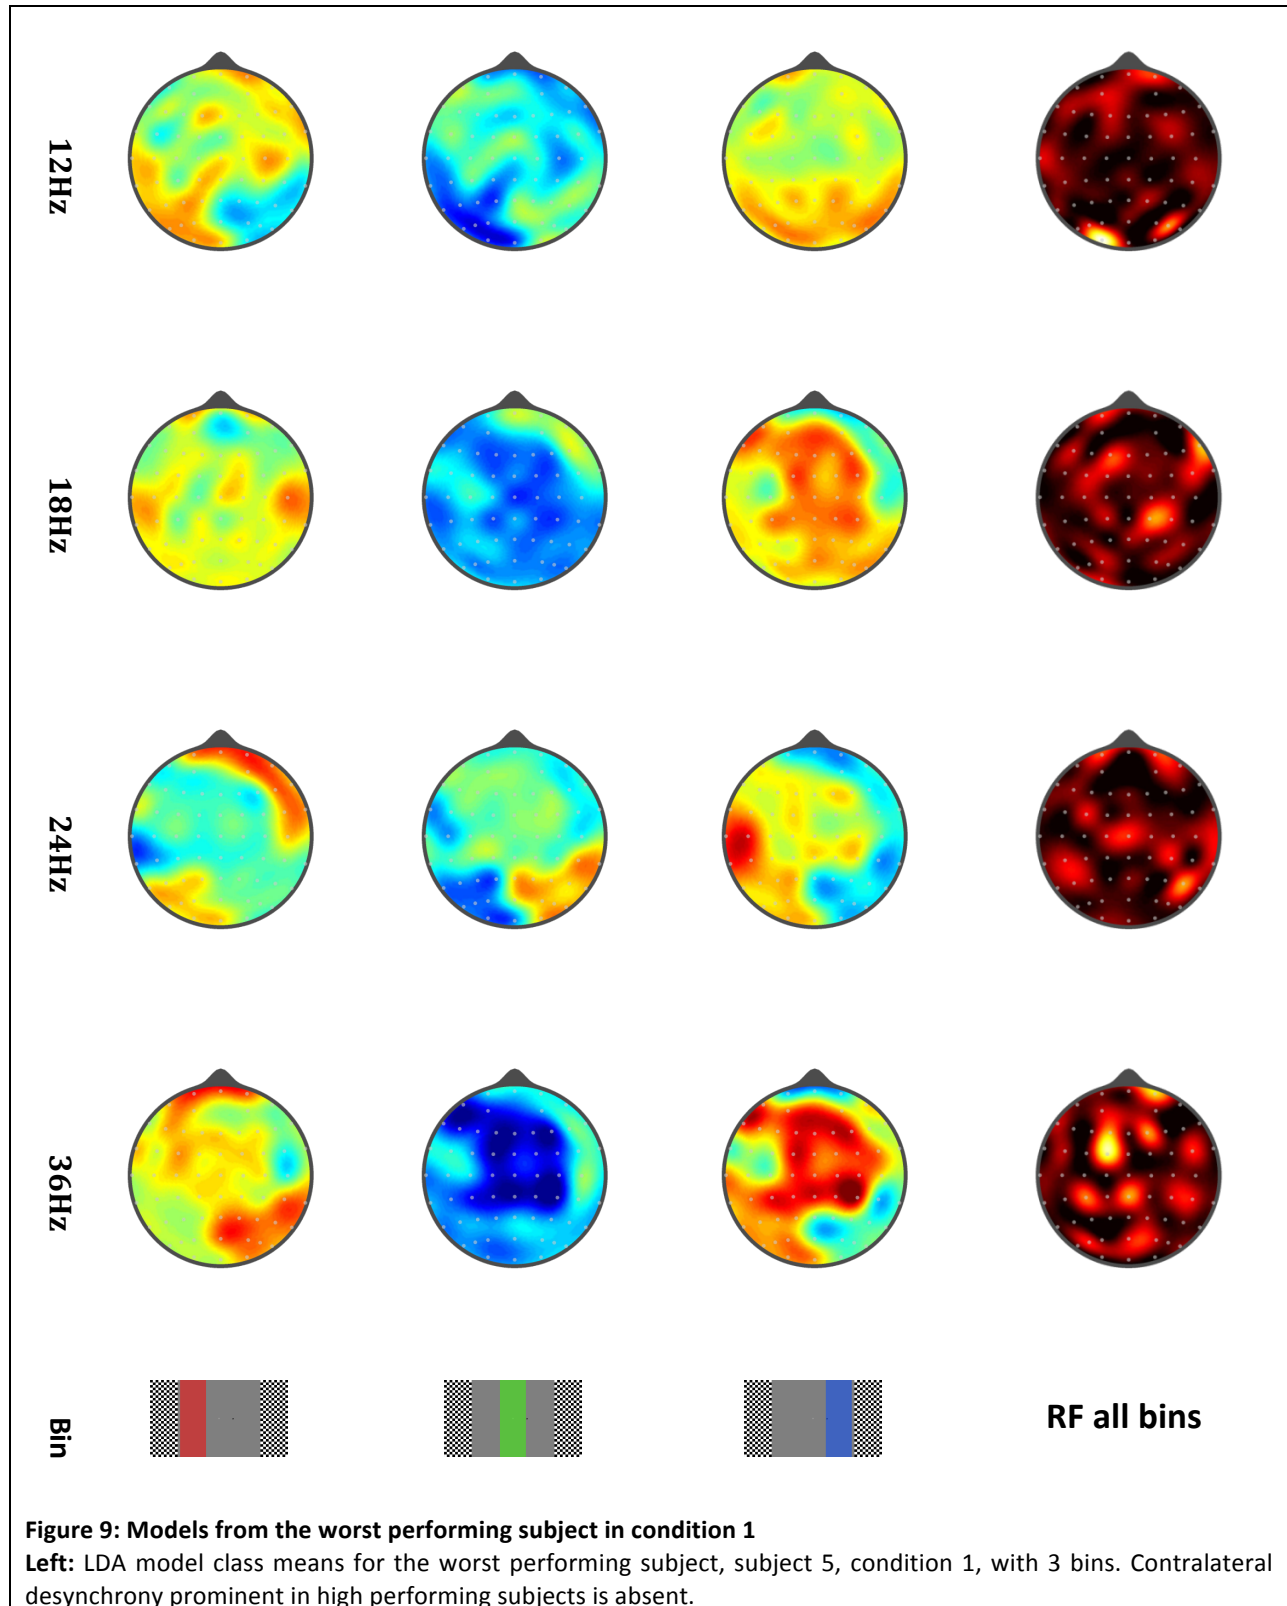 12Hz
18Hz
24Hz
36Hz
Bin
RF all bins
Figure 9: Models from the worst performing subject in condition 1
Left: LDA model class means for the worst performing subject, subject 5, condition 1, with 3 bins. Contralateral
desynchrony prominent in high performing subjects is absent.